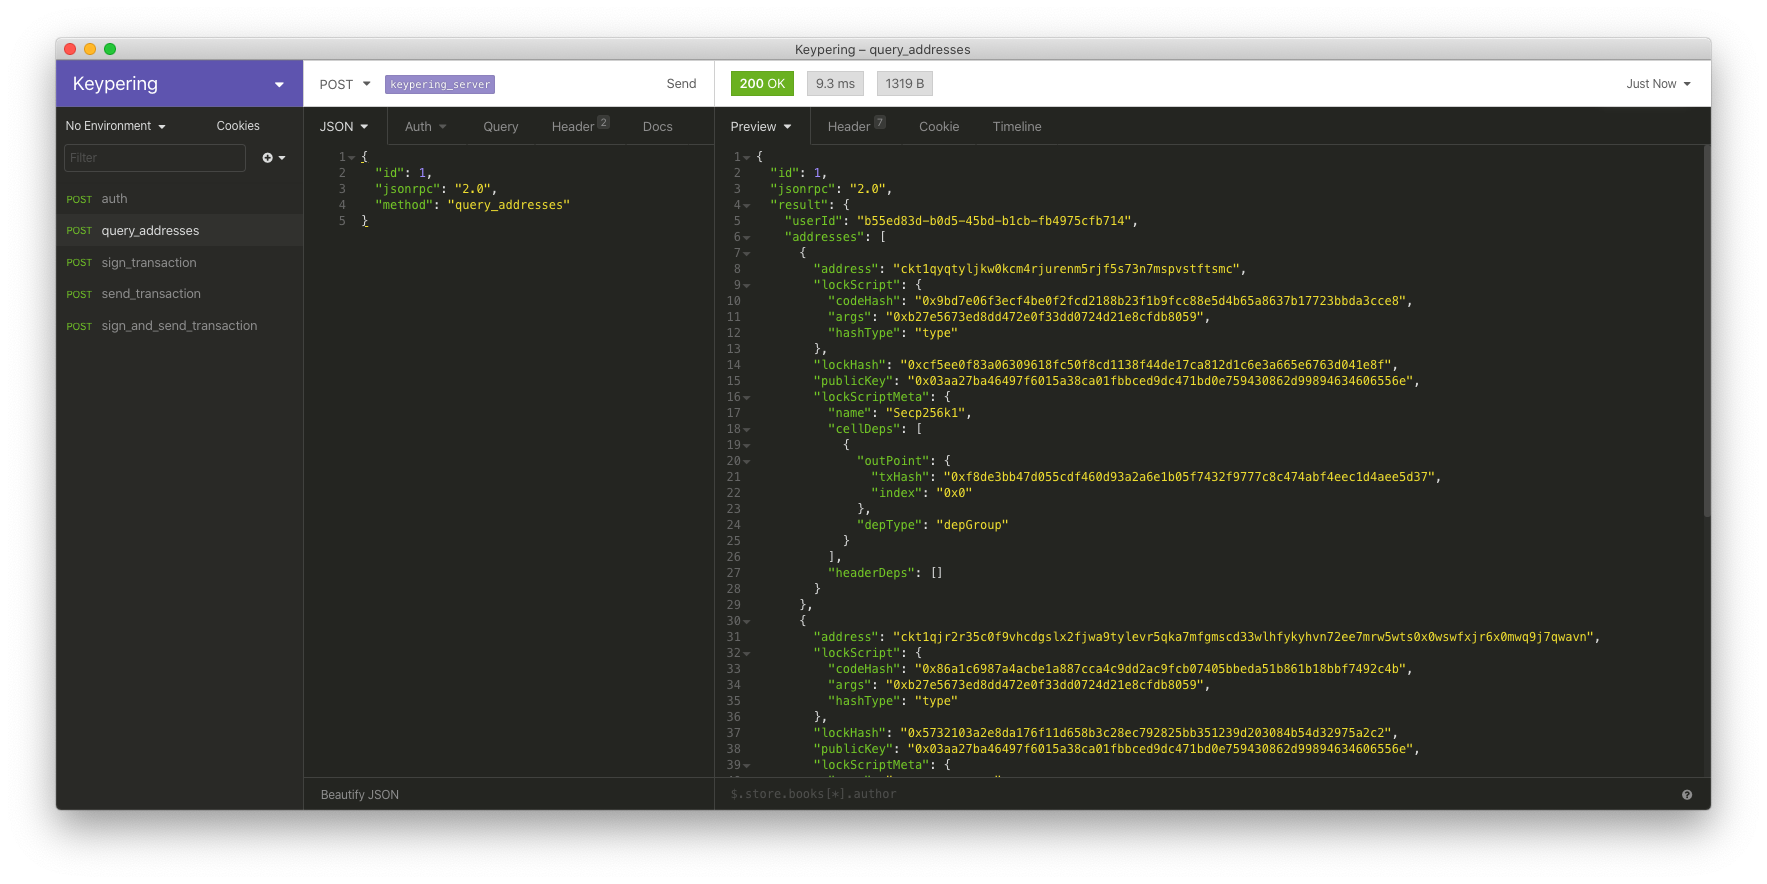 Keypering – query_addresses
Keypering
POST keypering_server Send
200 OK 9.3 ms 1319 B Just Now
No Environment Cookies
Filter
POST auth
POST query_addresses
POST sign_transaction
POST send_transaction
POST sign_and_send_transaction
JSON Auth Query Header 2 Docs
1 {
2 "id": 1,
3 "jsonrpc": "2.0",
4 "method": "query_addresses"
5 }
Beautify JSON
Preview Header 7 Cookie Timeline
1 {
2 "id": 1,
3 "jsonrpc": "2.0",
4 "result": {
5 "userId": "b55ed83d-b0d5-45bd-b1cb-fb4975cfb714",
6 "addresses": [
7 {
8 "address": "ckt1qyqtyljkw0kcm4rjurenm5rjf5s73n7mspvstftsmc",
9 "lockScript": {
10 "codeHash": "0x9bd7e06f3ecf4be0f2fcd2188b23f1b9fcc88e5d4b65a8637b17723bbda3cce8",
11 "args": "0xb27e5673ed8dd472e0f33dd0724d21e8cfdb8059",
12 "hashType": "type"
13 },
14 "lockHash": "0xcf5ee0f83a06309618fc50f8cd1138f44de17ca812d1c6e3a665e6763d041e8f",
15 "publicKey": "0x03aa27ba46497f6015a38ca01fbbced9dc471bd0e759430862d99894634606556e",
16 "lockScriptMeta": {
17 "name": "Secp256k1",
18 "cellDeps": [
19 {
20 "outPoint": {
21 "txHash": "0xf8de3bb47d055cdf460d93a2a6e1b05f7432f9777c8c474abf4eec1d4aee5d37",
22 "index": "0x0"
23 },
24 "depType": "depGroup"
25 }
26 ],
27 "headerDeps": []
28 }
29 },
30 {
31 "address": "ckt1qjr2r35c0f9vhcdgslx2fjwa9tylevr5qka7mfgmscd33wlhfykyhvn72ee7mrw5wts0x0wswfxjr6x0mwq9j7qwavn",
32 "lockScript": {
33 "codeHash": "0x86a1c6987a4acbe1a887cca4c9dd2ac9fcb07405bbeda51b861b18bbf7492c4b",
34 "args": "0xb27e5673ed8dd472e0f33dd0724d21e8cfdb8059",
35 "hashType": "type"
36 },
37 "lockHash": "0x5732103a2e8da176f11d658b3c28ec792825bb351239d203084b54d32975a2c2",
38 "publicKey": "0x03aa27ba46497f6015a38ca01fbbced9dc471bd0e759430862d99894634606556e",
39 "lockScriptMeta": {
$.store.books[*].author